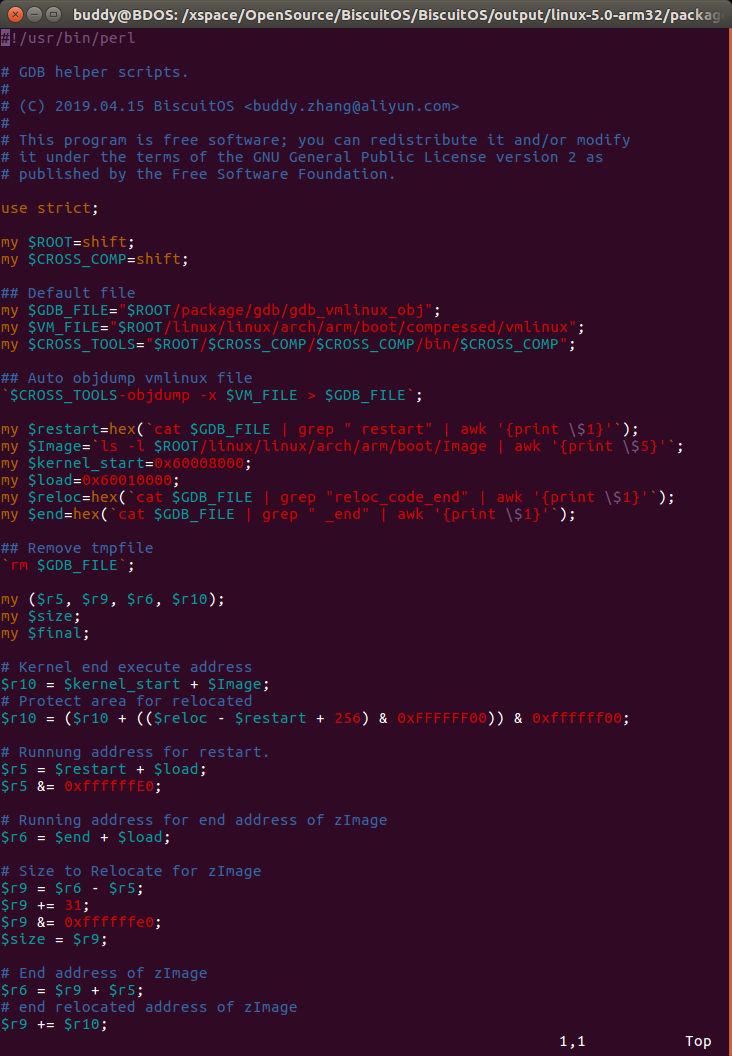 buddy@BDOS: /xspace/OpenSource/BiscuitOS/BiscuitOS/output/linux-5.0-arm32/package
#!/usr/bin/perl

# GDB helper scripts.
#
# (C) 2019.04.15 BiscuitOS <buddy.zhang@aliyun.com>
#
# This program is free software; you can redistribute it and/or modify
# it under the terms of the GNU General Public License version 2 as
# published by the Free Software Foundation.

use strict;

my $ROOT=shift;
my $CROSS_COMP=shift;

## Default file
my $GDB_FILE="$ROOT/package/gdb/gdb_vmlinux_obj";
my $VM_FILE="$ROOT/linux/linux/arch/arm/boot/compressed/vmlinux";
my $CROSS_TOOLS="$ROOT/$CROSS_COMP/$CROSS_COMP/bin/$CROSS_COMP";

## Auto objdump vmlinux file
`$CROSS_TOOLS-objdump -x $VM_FILE > $GDB_FILE`;

my $restart=hex(`cat $GDB_FILE | grep " restart" | awk '{print \$1}'`);
my $Image=`ls -l $ROOT/linux/linux/arch/arm/boot/Image | awk '{print \$5}'`;
my $kernel_start=0x60008000;
my $load=0x60010000;
my $reloc=hex(`cat $GDB_FILE | grep "reloc_code_end" | awk '{print \$1}'`);
my $end=hex(`cat $GDB_FILE | grep " _end" | awk '{print \$1}'`);

## Remove tmpfile
`rm $GDB_FILE`;

my ($r5, $r9, $r6, $r10);
my $size;
my $final;

# Kernel end execute address
$r10 = $kernel_start + $Image;
# Protect area for relocated
$r10 = ($r10 + (($reloc - $restart + 256) & 0xFFFFFF00)) & 0xffffff00;

# Runnung address for restart.
$r5 = $restart + $load;
$r5 &= 0xffffffE0;

# Running address for end address of zImage
$r6 = $end + $load;

# Size to Relocate for zImage
$r9 = $r6 - $r5;
$r9 += 31;
$r9 &= 0xffffffe0;
$size = $r9;

# End address of zImage
$r6 = $r9 + $r5;
# end relocated address of zImage
$r9 += $r10;
1,1 Top